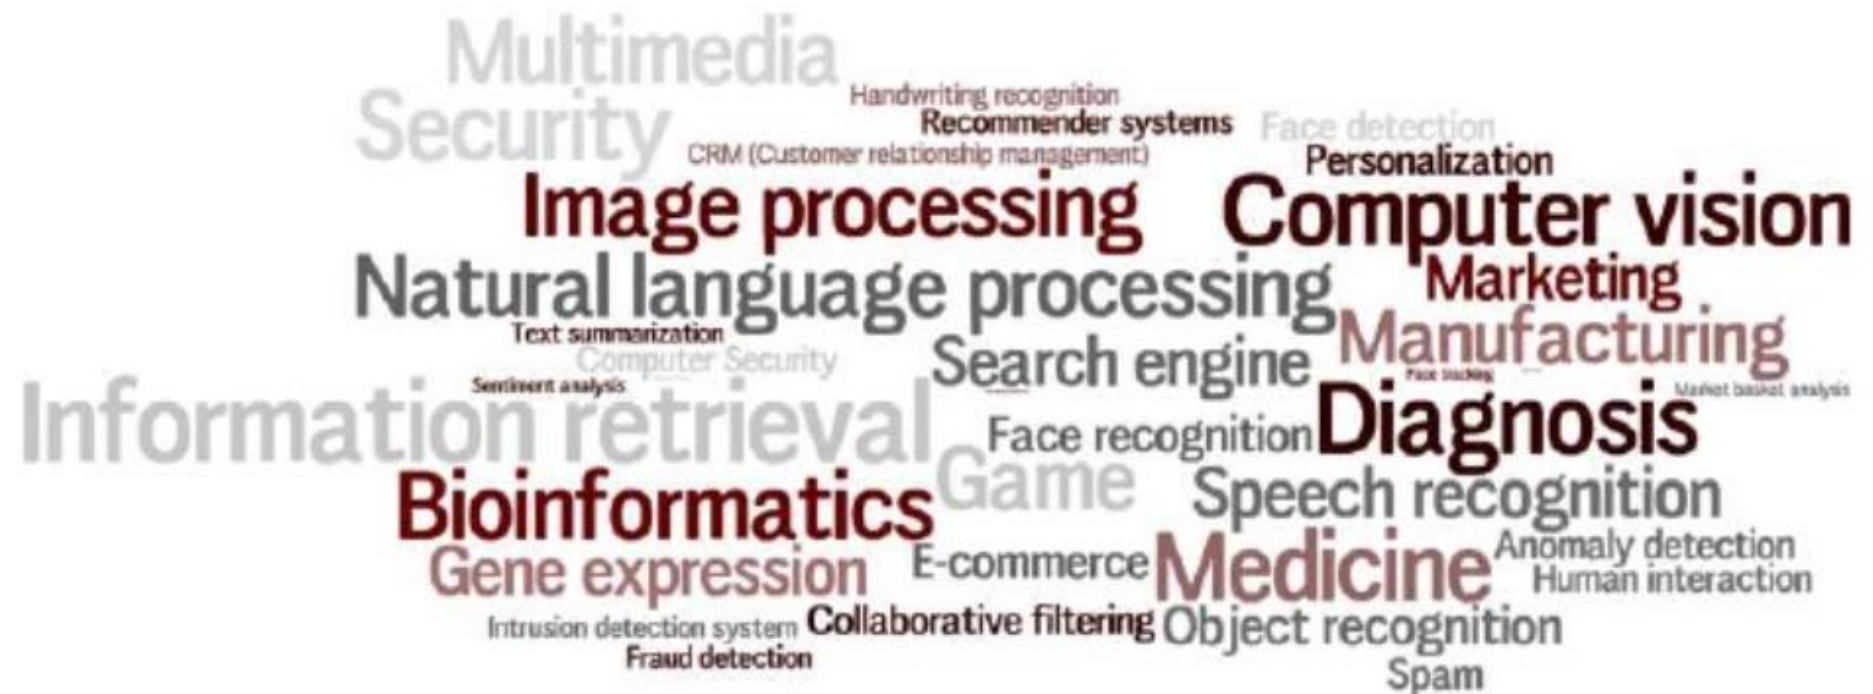 Multimedia
Security
Handwriting recognition
Recommender systems
Face detection
CRM (Customer relationship management)
Personalization
Image processing
Computer vision
Natural language processing
Marketing
Manufacturing
Text summarization
Computer Security
Search engine
Face tracking
Sentiment analysis
Market basket analysis
Information retrieval
Face recognition
Diagnosis
Game
Bioinformatics
Speech recognition
Gene expression
E-commerce
Medicine
Anomaly detection
Human interaction
Intrusion detection system
Collaborative filtering
Object recognition
Fraud detection
Spam